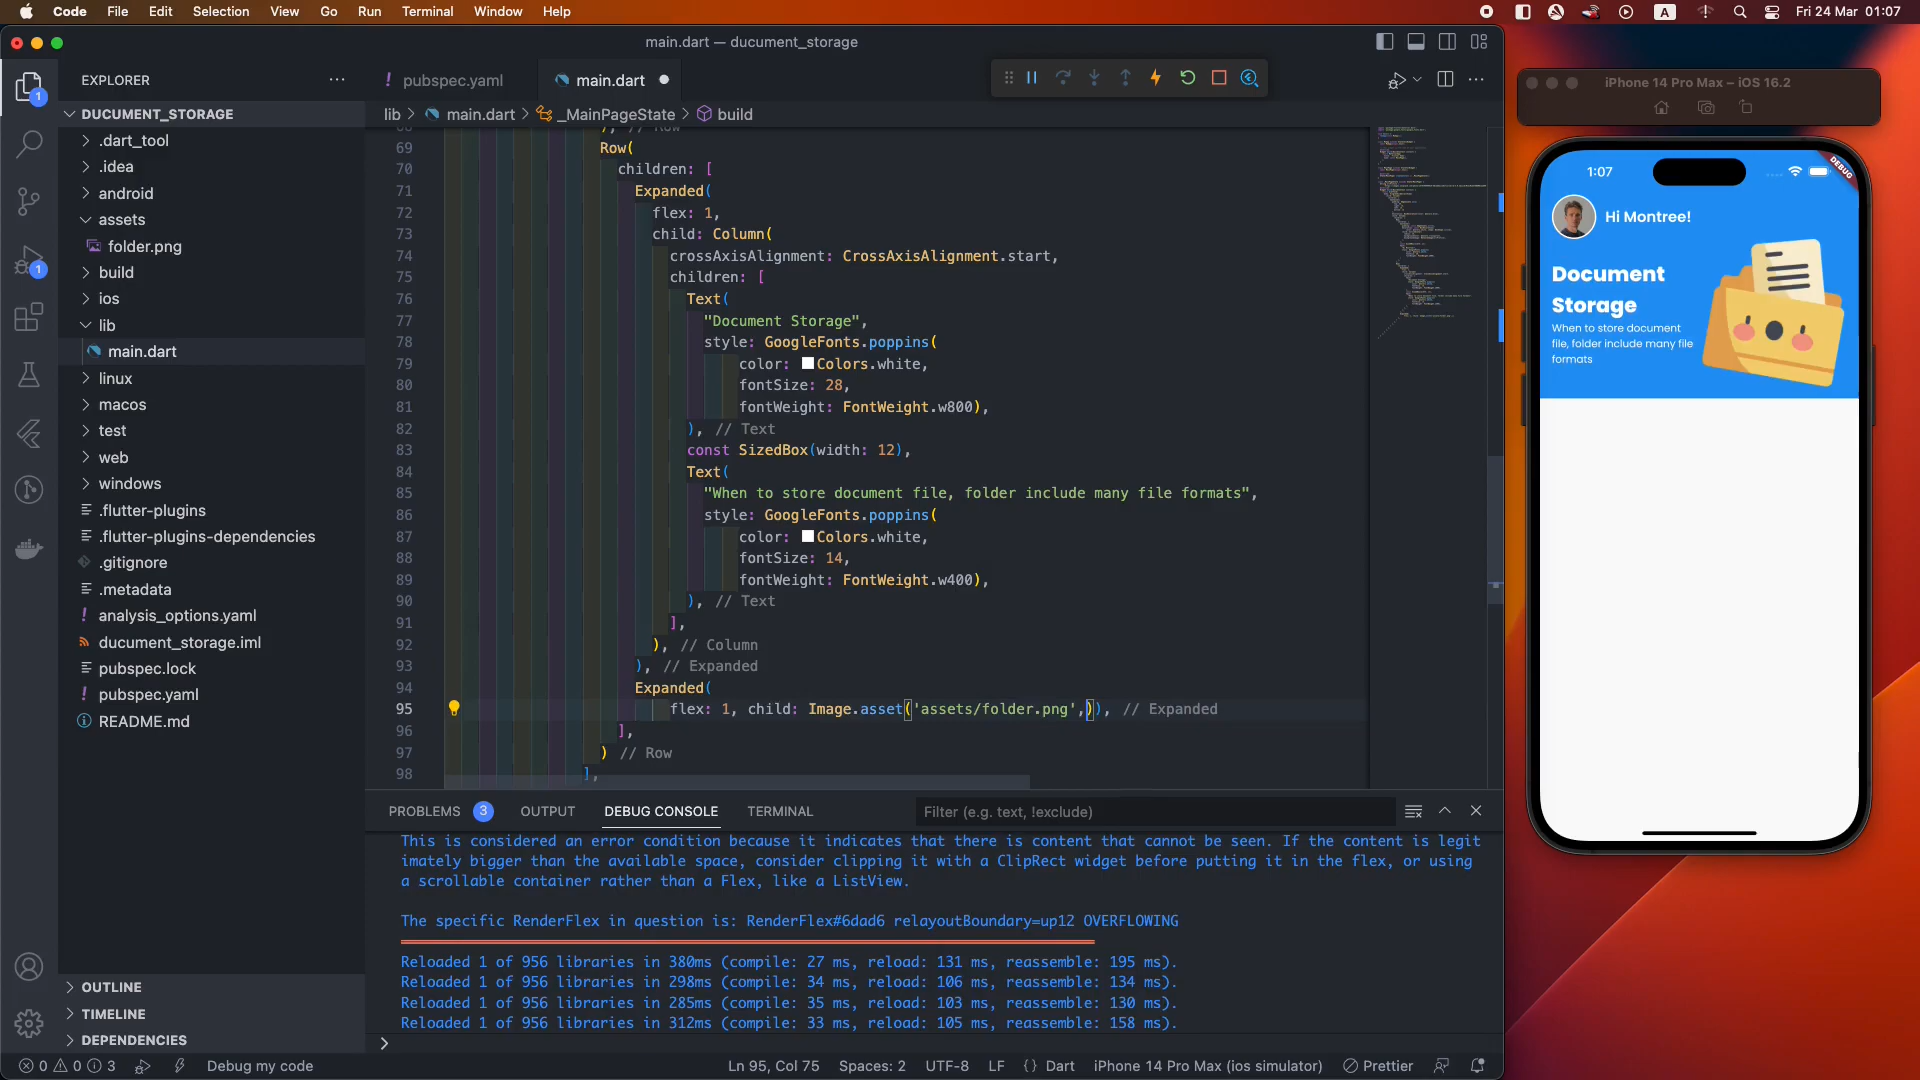 Code File Edit Selection View Go Run Terminal Window Help
A
Fri 24 Mar 01:07
main.dart — ducument_storage
EXPLORER
pubspec.yaml
main.dart
DUCUMENT_STORAGE
.dart_tool
.idea
android
assets
folder.png
build
ios
lib
main.dart
linux
macos
test
web
windows
.flutter-plugins
.flutter-plugins-dependencies
.gitignore
.metadata
analysis_options.yaml
ducument_storage.iml
pubspec.lock
pubspec.yaml
README.md
OUTLINE
TIMELINE
DEPENDENCIES
1
1
lib > main.dart > _MainPageState > build
), // Row
69 Row(
70 children: [
71 Expanded(
72 flex: 1,
73 child: Column(
74 crossAxisAlignment: CrossAxisAlignment.start,
75 children: [
76 Text(
77 "Document Storage",
78 style: GoogleFonts.poppins(
79 color: Colors.white,
80 fontSize: 28,
81 fontWeight: FontWeight.w800),
82 ), // Text
83 const SizedBox(width: 12),
84 Text(
85 "When to store document file, folder include many file formats",
86 style: GoogleFonts.poppins(
87 color: Colors.white,
88 fontSize: 14,
89 fontWeight: FontWeight.w400),
90 ), // Text
91 ],
92 ), // Column
93 ), // Expanded
94 Expanded(
95 flex: 1, child: Image.asset('assets/folder.png',)), // Expanded
96 ],
97 ) // Row
98 ],
PROBLEMS 3 OUTPUT DEBUG CONSOLE TERMINAL
Filter (e.g. text, !exclude)
This is considered an error condition because it indicates that there is content that cannot be seen. If the content is legit
imately bigger than the available space, consider clipping it with a ClipRect widget before putting it in the flex, or using
a scrollable container rather than a Flex, like a ListView.
The specific RenderFlex in question is: RenderFlex#6dad6 relayoutBoundary=up12 OVERFLOWING
Reloaded 1 of 956 libraries in 380ms (compile: 27 ms, reload: 131 ms, reassemble: 195 ms).
Reloaded 1 of 956 libraries in 298ms (compile: 34 ms, reload: 106 ms, reassemble: 134 ms).
Reloaded 1 of 956 libraries in 285ms (compile: 35 ms, reload: 103 ms, reassemble: 130 ms).
Reloaded 1 of 956 libraries in 312ms (compile: 33 ms, reload: 105 ms, reassemble: 158 ms).
0 0 3 Debug my code
Ln 95, Col 75 Spaces: 2 UTF-8 LF {} Dart iPhone 14 Pro Max (ios simulator) Prettier
iPhone 14 Pro Max – iOS 16.2
1:07
DEBUG
Hi Montree!
Document
Storage
When to store document
file, folder include many file
formats